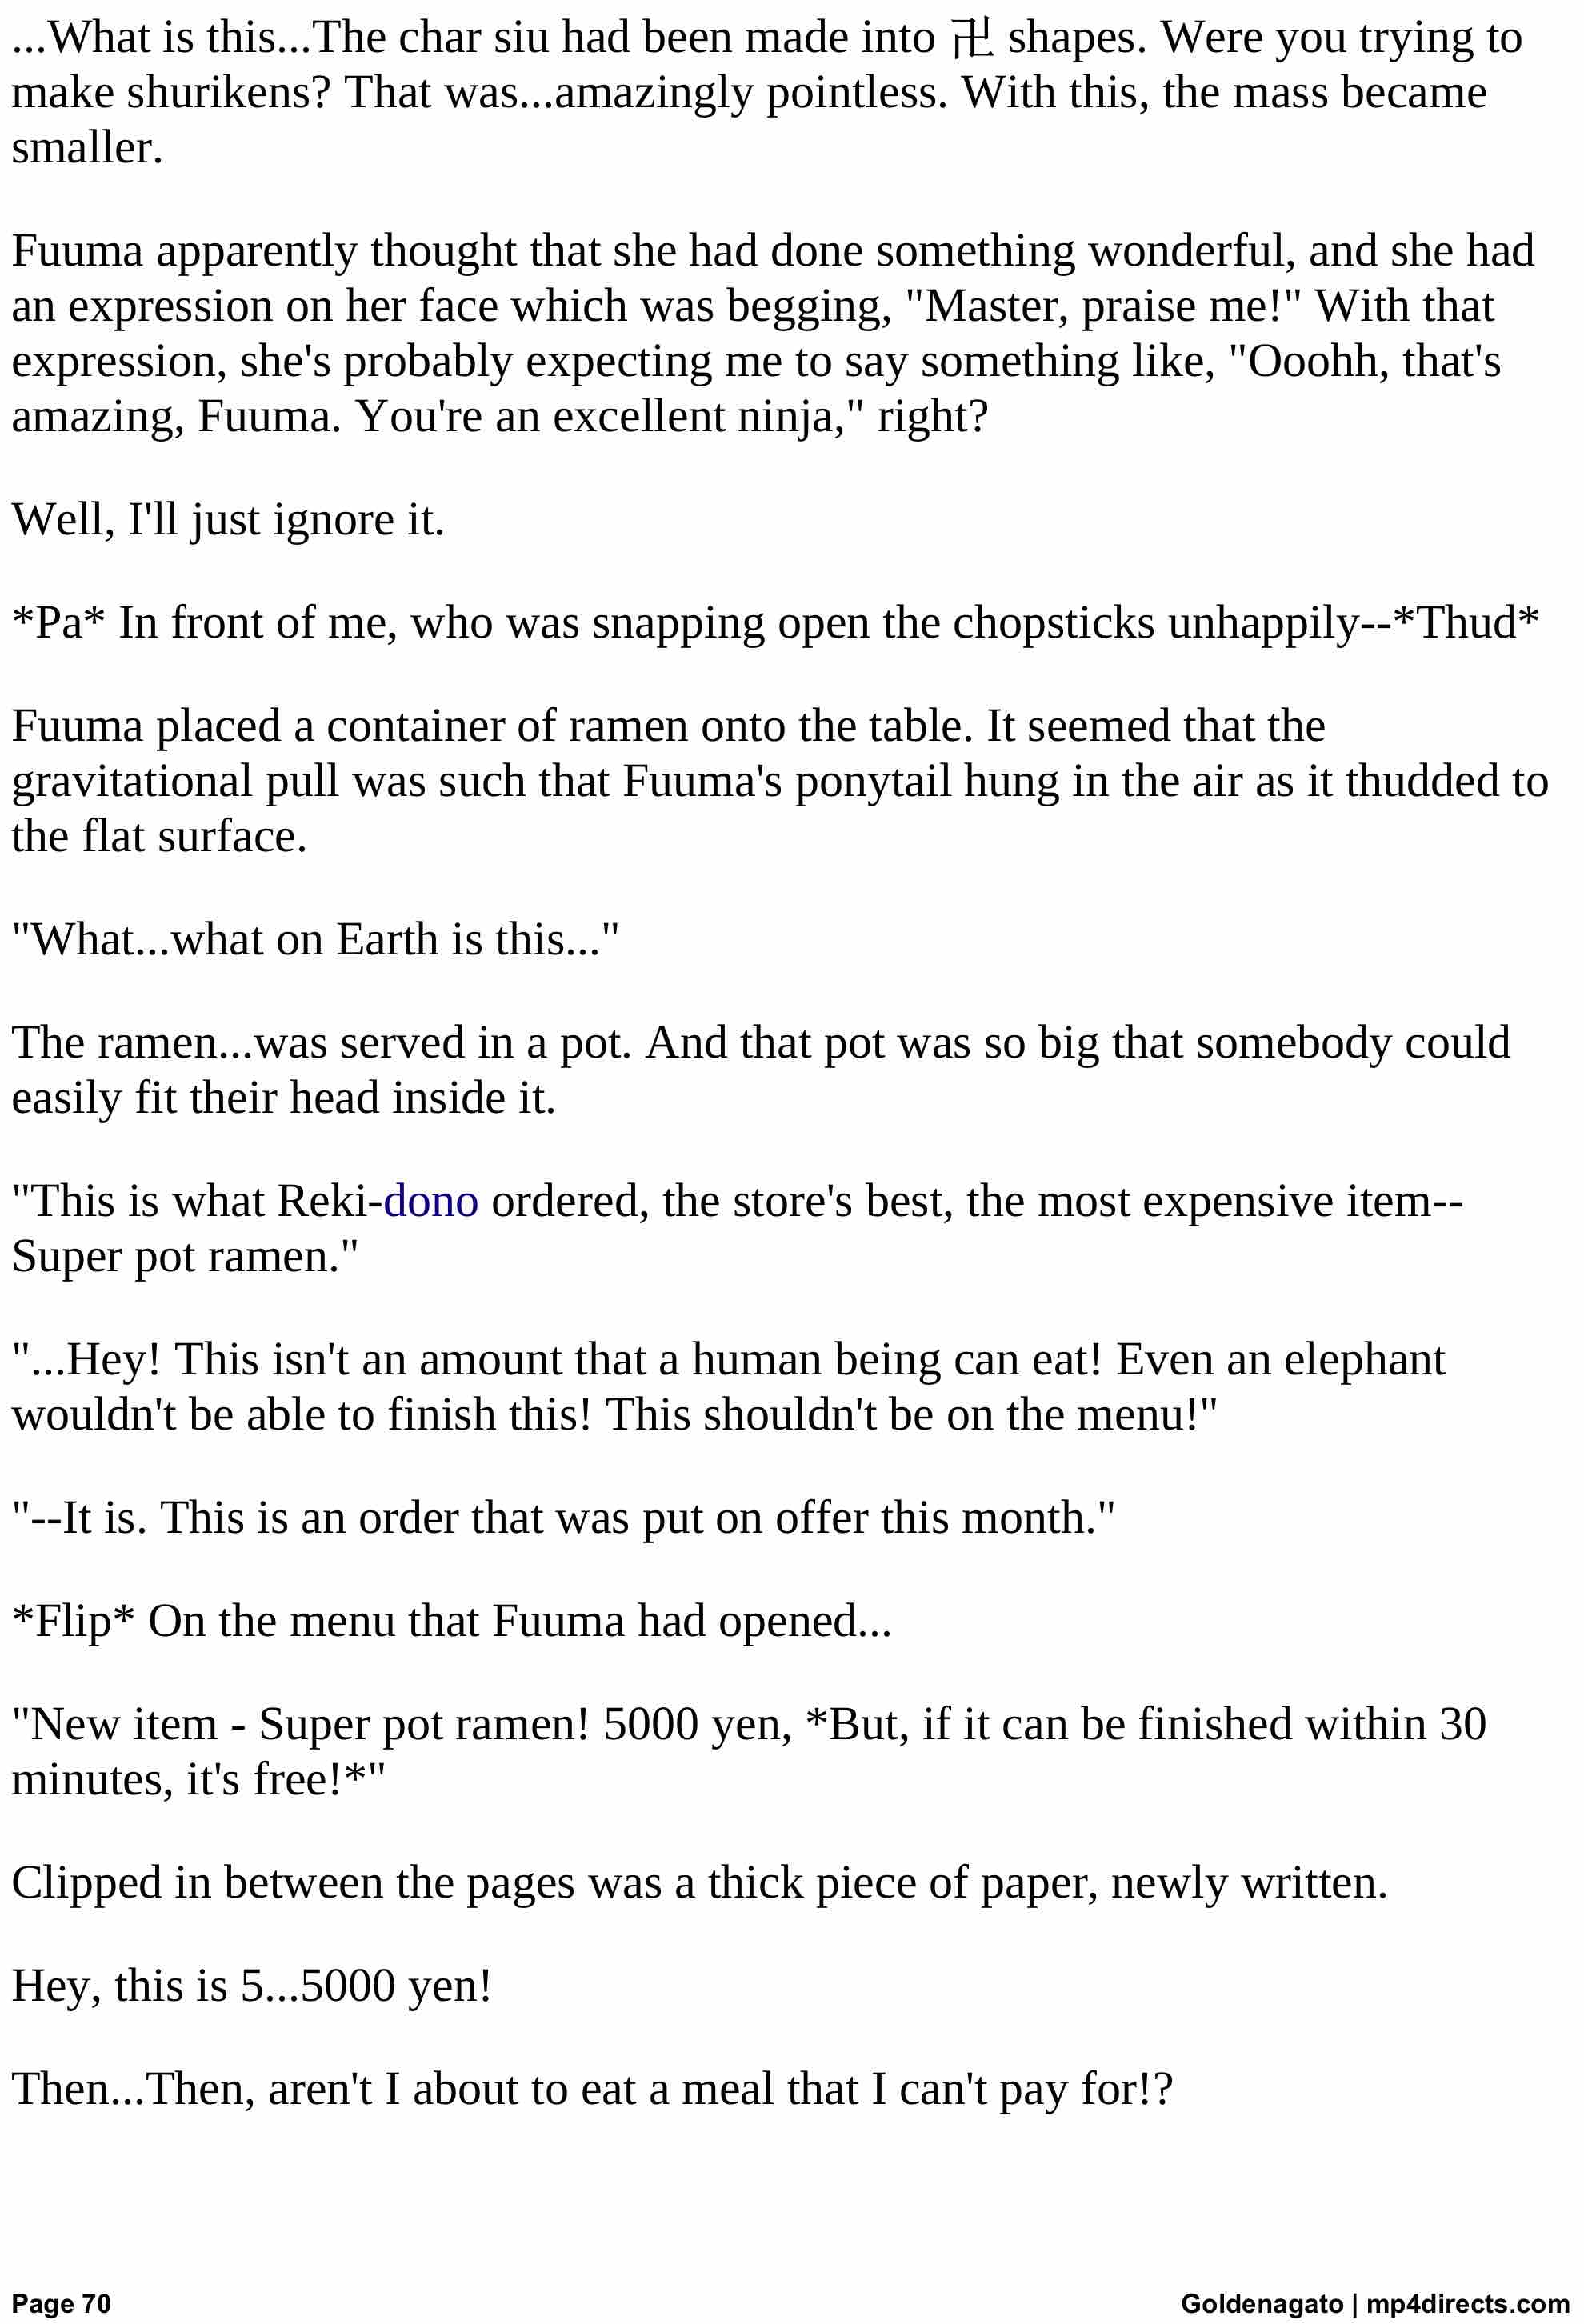 ...What is this...The char siu had been made into 卍 shapes. Were you trying to
make shurikens? That was...amazingly pointless. With this, the mass became
smaller.
Fuuma apparently thought that she had done something wonderful, and she had
an expression on her face which was begging, "Master, praise me!" With that
expression, she's probably expecting me to say something like, "Ooohh, that's
amazing, Fuuma. You're an excellent ninja," right?
Well, I'll just ignore it.
*Pa* In front of me, who was snapping open the chopsticks unhappily--*Thud*
Fuuma placed a container of ramen onto the table. It seemed that the
gravitational pull was such that Fuuma's ponytail hung in the air as it thudded to
the flat surface.
"What...what on Earth is this..."
The ramen...was served in a pot. And that pot was so big that somebody could
easily fit their head inside it.
"This is what Reki-dono ordered, the store's best, the most expensive item--
Super pot ramen."
"...Hey! This isn't an amount that a human being can eat! Even an elephant
wouldn't be able to finish this! This shouldn't be on the menu!"
"--It is. This is an order that was put on offer this month."
*Flip* On the menu that Fuuma had opened...
"New item - Super pot ramen! 5000 yen, *But, if it can be finished within 30
minutes, it's free!*"
Clipped in between the pages was a thick piece of paper, newly written.
Hey, this is 5...5000 yen!
Then...Then, aren't I about to eat a meal that I can't pay for!?
Page 70
Goldenagato | mp4directs.com